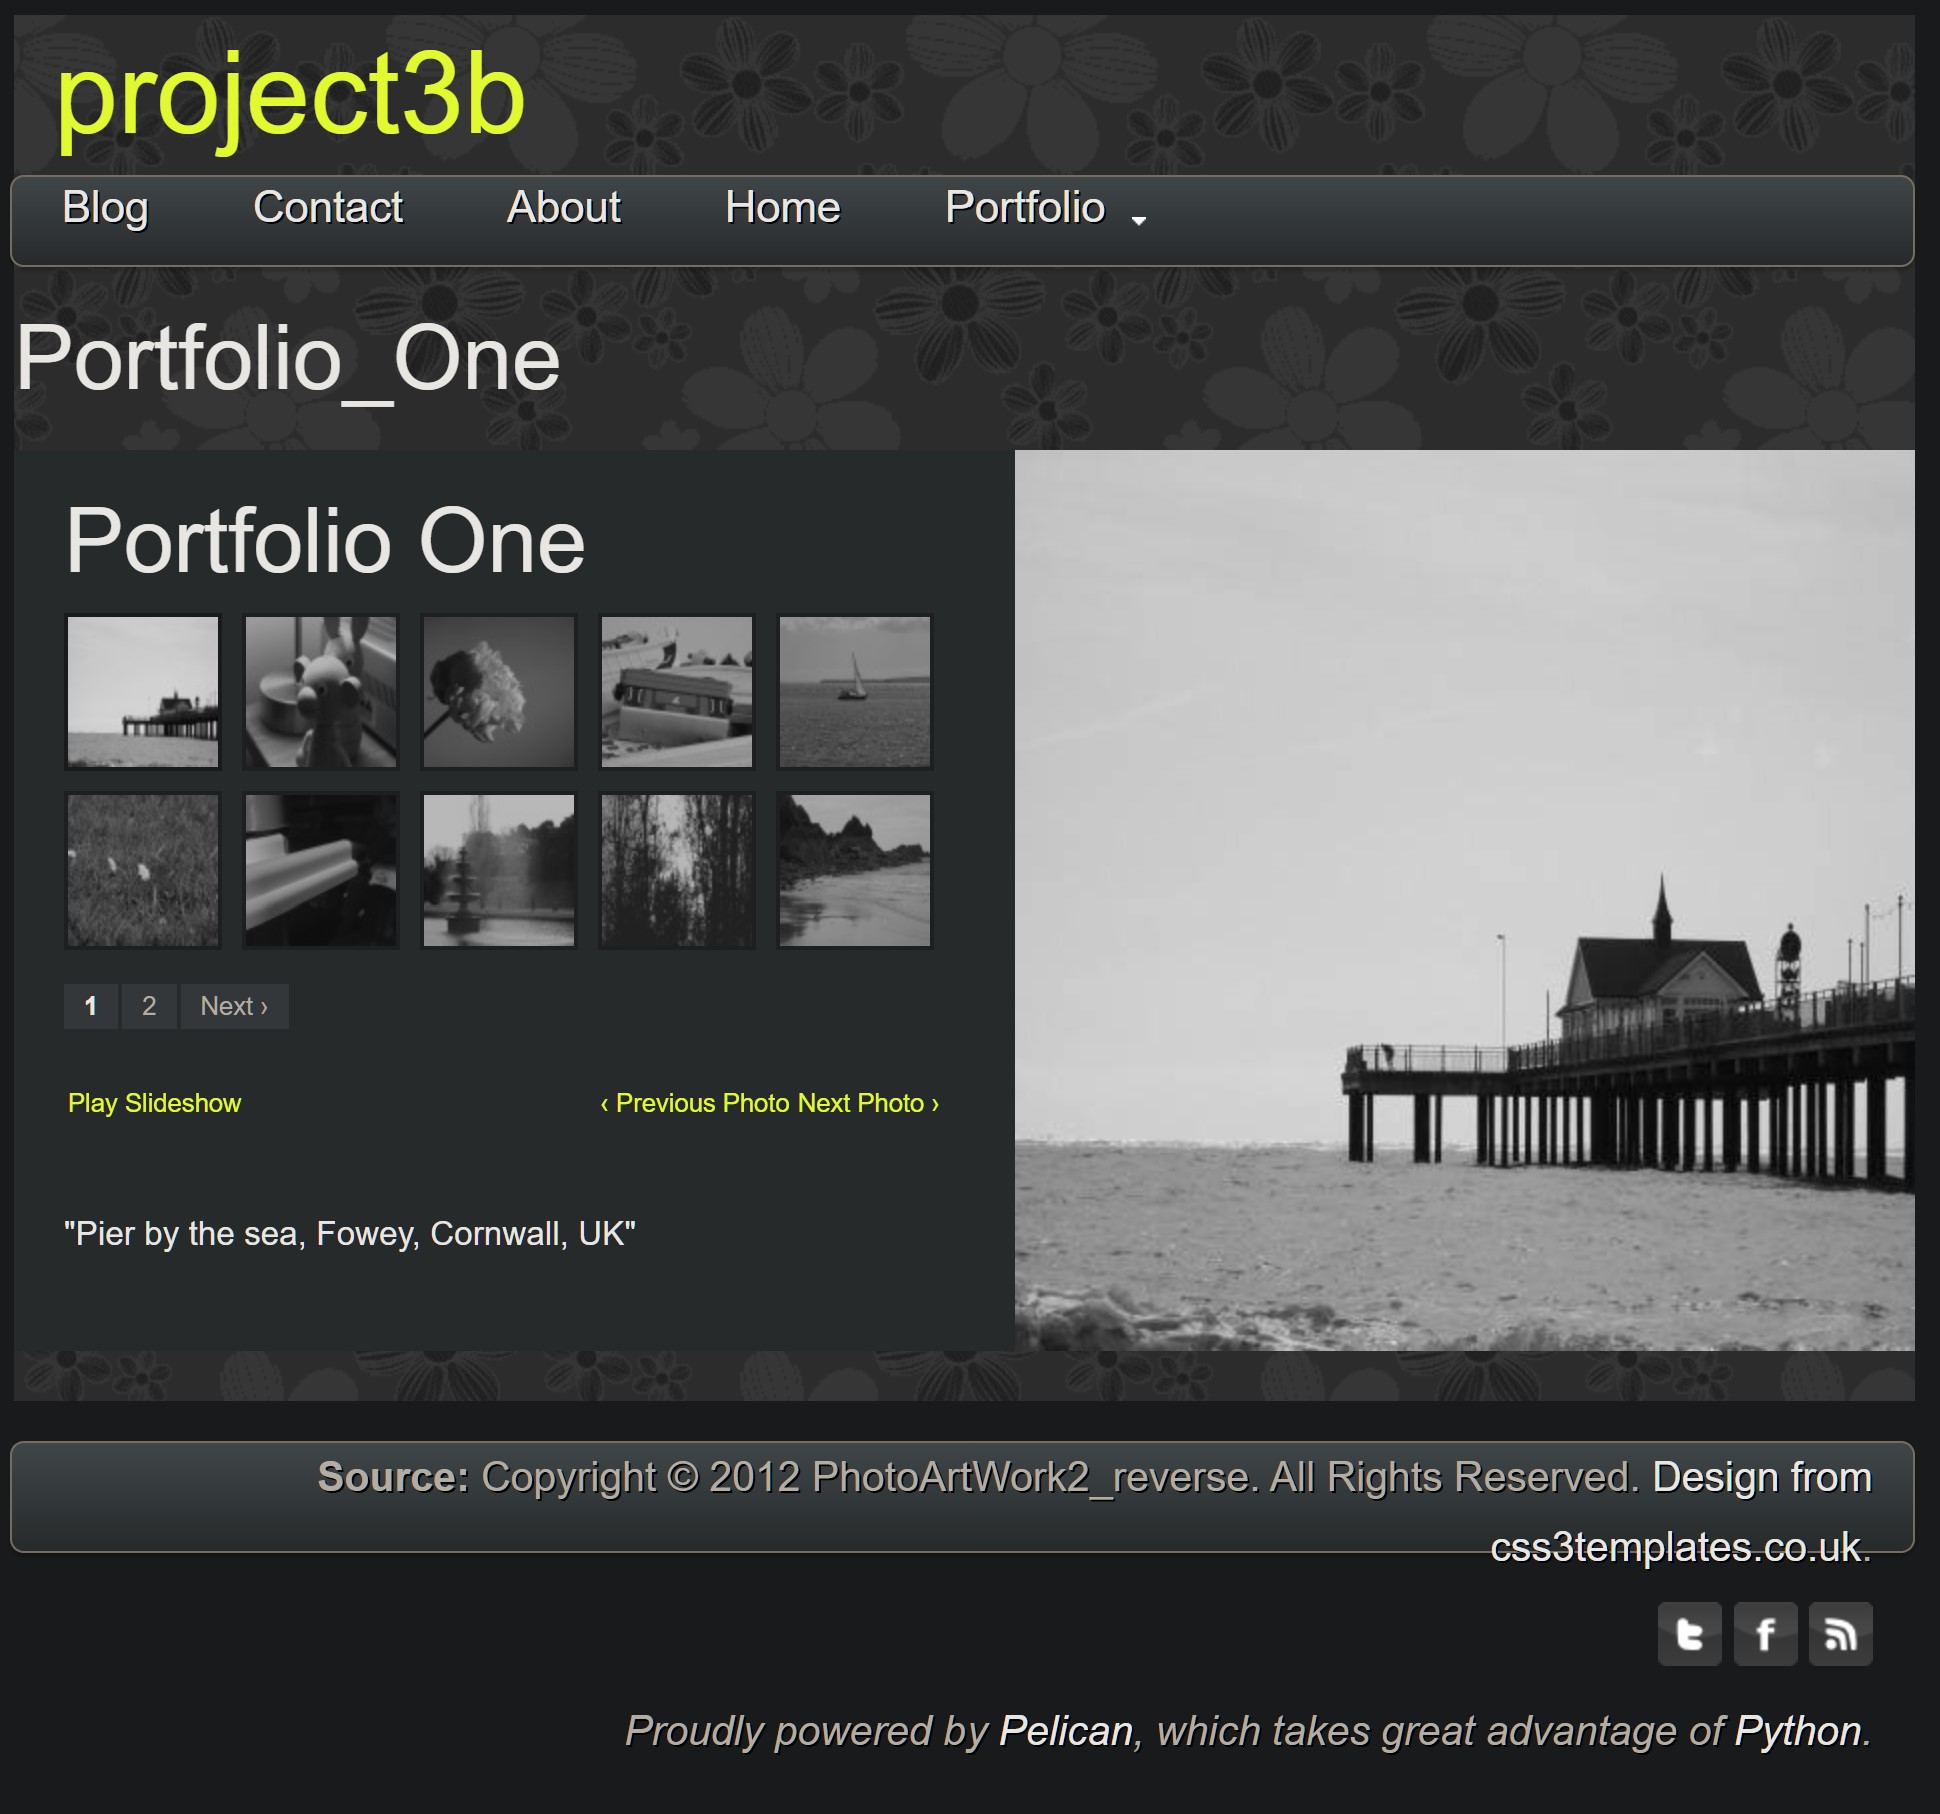 project3b
Blog Contact About Home Portfolio
Portfolio_One
Portfolio One
1 2 Next ›
Play Slideshow ‹ Previous Photo Next Photo ›
"Pier by the sea, Fowey, Cornwall, UK"
Source: Copyright © 2012 PhotoArtWork2_reverse. All Rights Reserved. Design from
css3templates.co.uk.
Proudly powered by Pelican, which takes great advantage of Python.